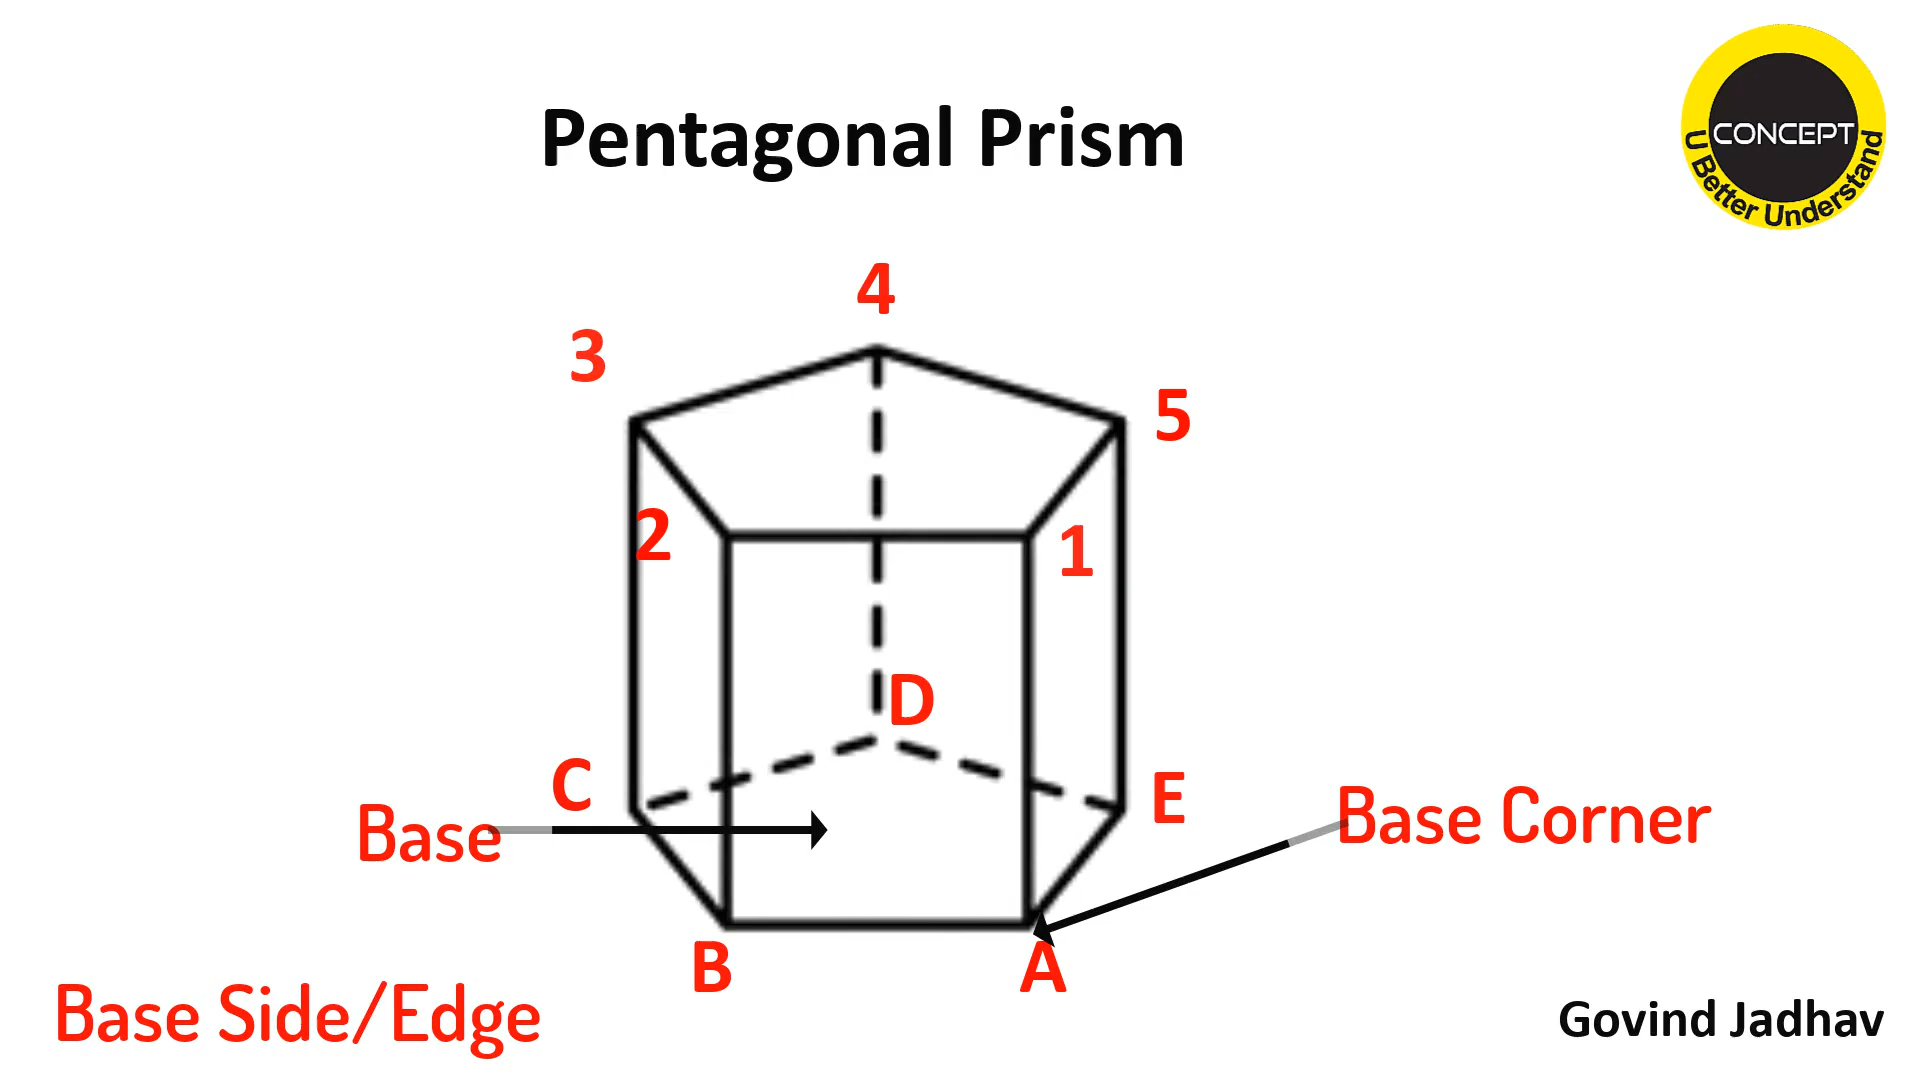 Pentagonal Prism
CONCEPT
U Better Understand
4
3
5
2
1
D
C
E
Base
Base Corner
B
A
Base Side/Edge
Govind Jadhav